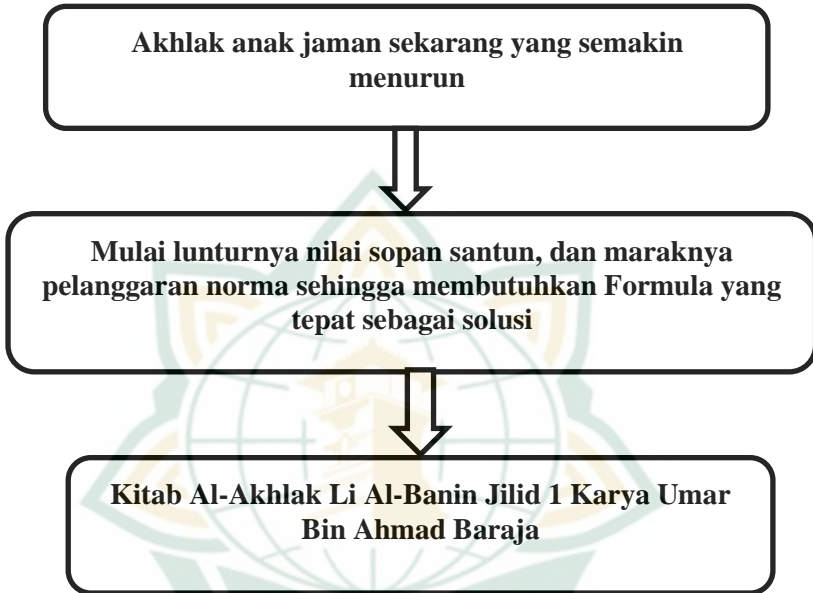 Akhlak anak jaman sekarang yang semakin
menurun
Mulai lunturnya nilai sopan santun, dan maraknya
pelanggaran norma sehingga membutuhkan Formula yang
tepat sebagai solusi
Kitab Al-Akhlak Li Al-Banin Jilid 1 Karya Umar
Bin Ahmad Baraja